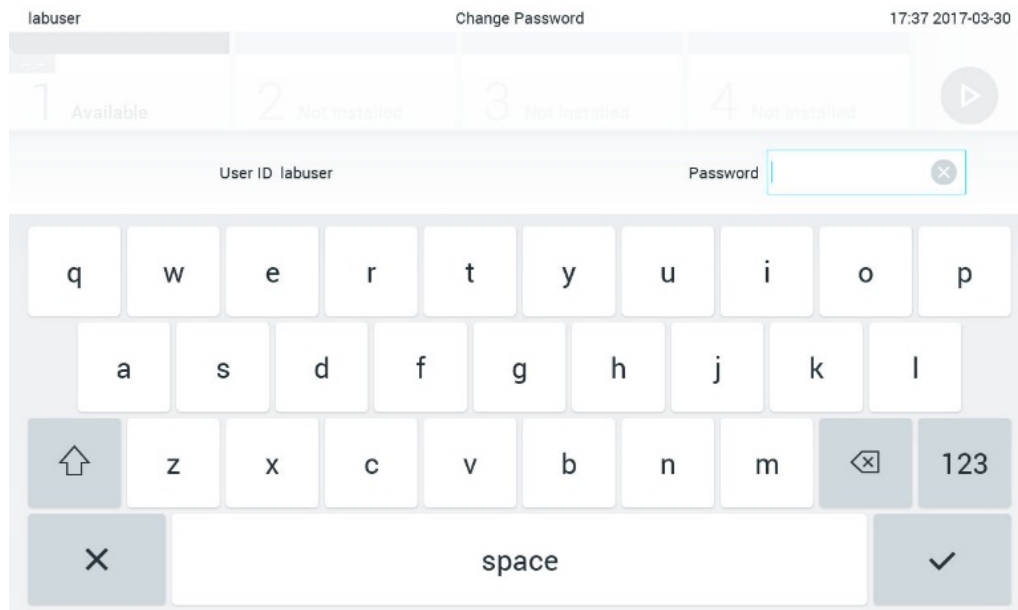 labuser Change Password 17:37 2017-03-30
1 Available 2 Not installed 3 Not installed 4 Not installed
User ID labuser Password
q w e r t y u i o p
a s d f g h j k l
z x c v b n m 123
space